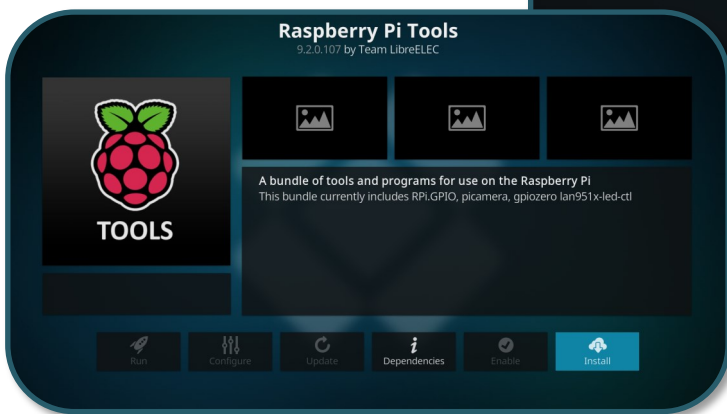 Raspberry Pi Tools
9.2.0.107 by Team LibreELEC
TOOLS
A bundle of tools and programs for use on the Raspberry Pi
This bundle currently includes RPi.GPIO, picamera, gpiozero lan951x-led-ctl
Run
Configure
Update
Dependencies
Enable
Install